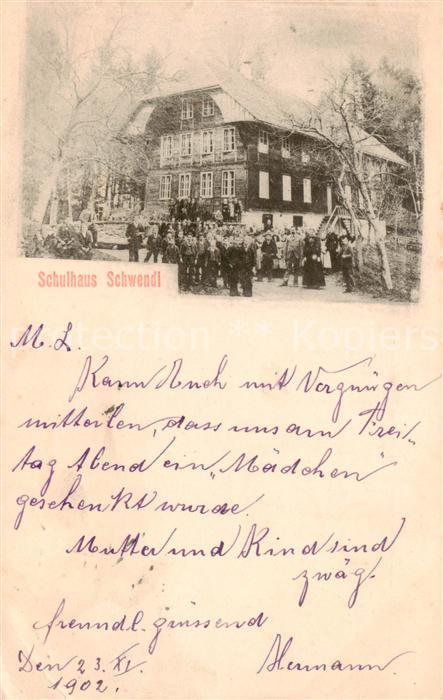 Schulhaus Schwendi
M. L.
Kann Euch mit Vergnügen
mitteilen, dass uns am Frei-
tag Abend ein „Mädchen"
geschenkt wurde.
Mutter und Kind sind
zwäg.
freundl. grüssend
Den 23. XI. Hermann.
1902.